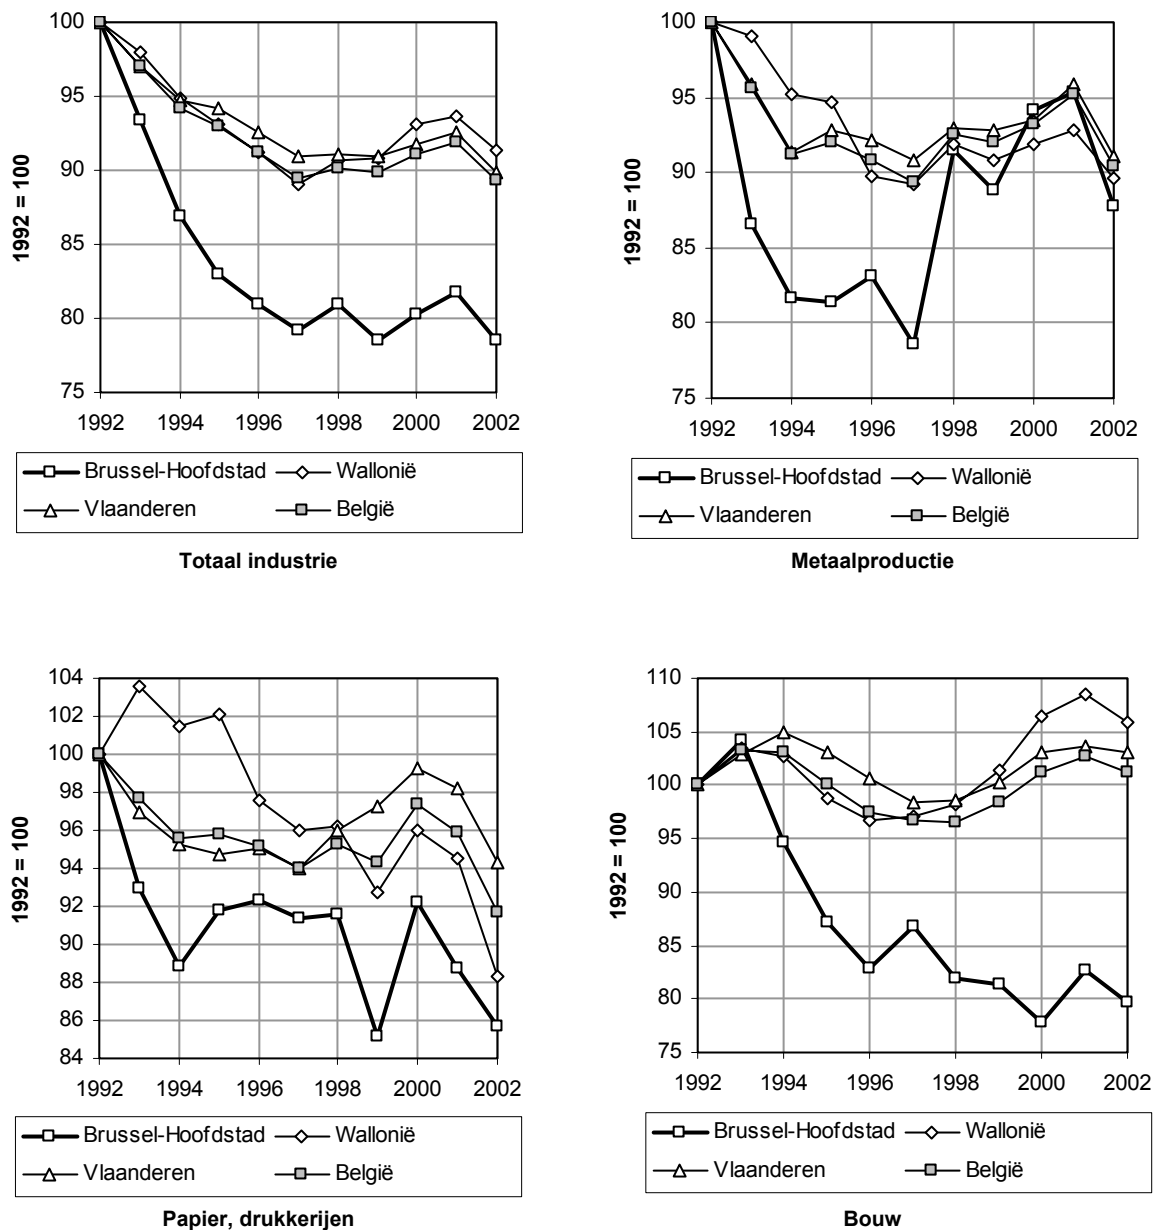 100
95
90
85
80
75
1992 = 100
1992 1994 1996 1998 2000 2002
Brussel-Hoofdstad Wallonië
Vlaanderen België
Totaal industrie
100
95
90
85
80
75
1992 = 100
1992 1994 1996 1998 2000 2002
Brussel-Hoofdstad Wallonië
Vlaanderen België
Metaalproductie
104
102
100
98
96
94
92
90
88
86
84
1992 = 100
1992 1994 1996 1998 2000 2002
Brussel-Hoofdstad Wallonië
Vlaanderen België
Papier, drukkerijen
110
105
100
95
90
85
80
75
1992 = 100
1992 1994 1996 1998 2000 2002
Brussel-Hoofdstad Wallonië
Vlaanderen België
Bouw